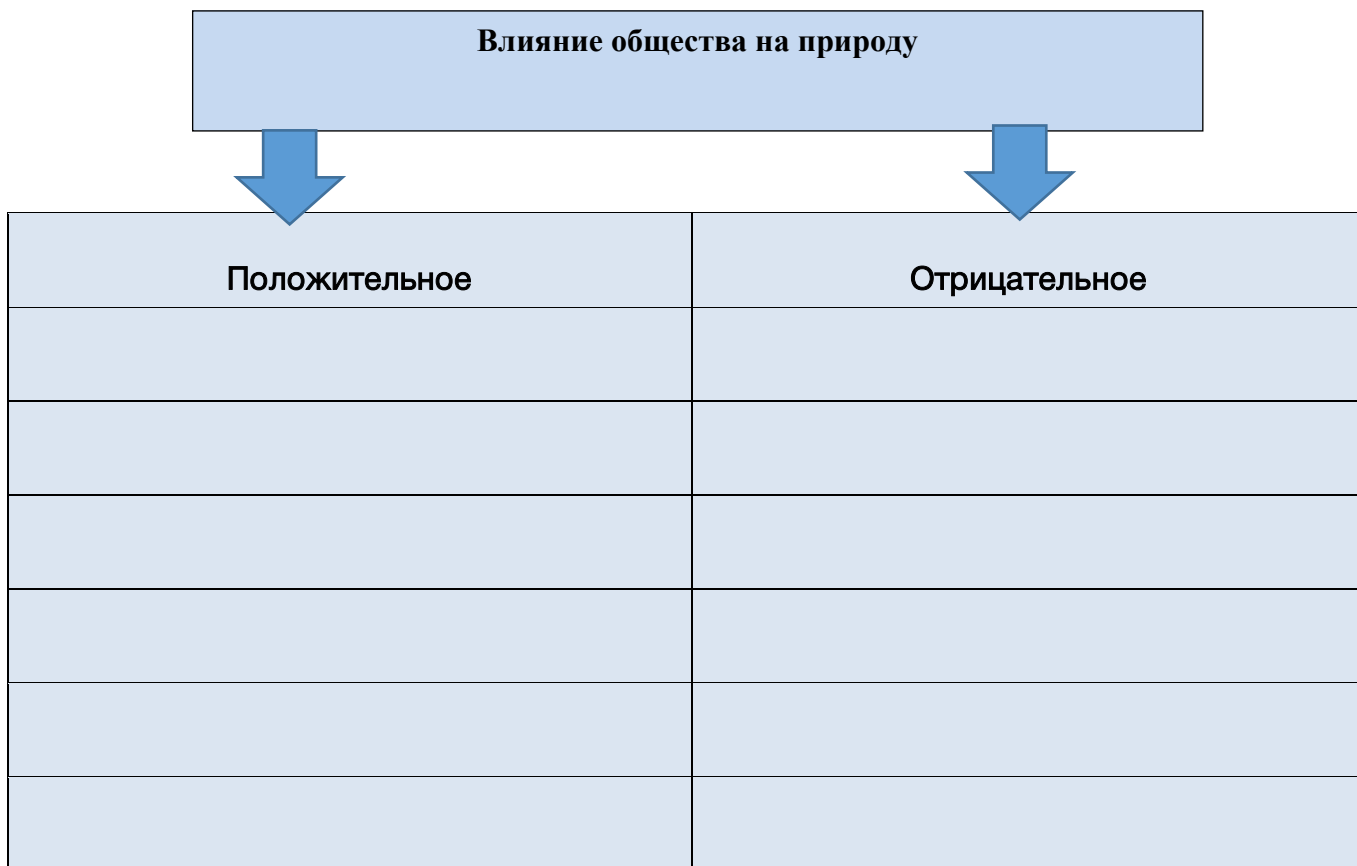 Влияние общества на природу
Положительное
Отрицательное